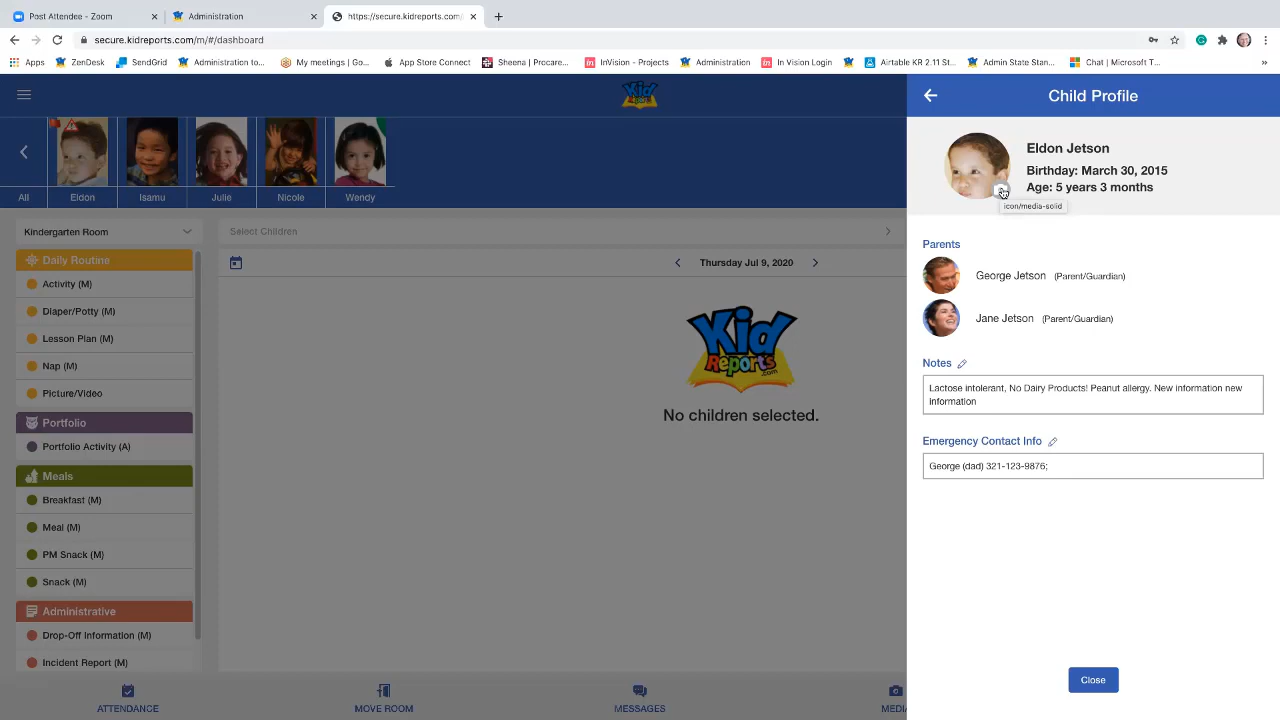 Post Attendee - Zoom
Administration
https://secure.kidreports.com/
secure.kidreports.com/m/#/dashboard
Apps
ZenDesk
SendGrid
Administration to...
My meetings | Go...
App Store Connect
Sheena | Procare...
InVision - Projects
Administration
In Vision Login
Airtable KR 2.11 St...
Admin State Stan...
Chat | Microsoft T...
»
Kid Reports
Child Profile
Eldon Jetson
Birthday: March 30, 2015
Age: 5 years 3 months
icon/media-solid
All
Eldon
Isamu
Julie
Nicole
Wendy
Kindergarten Room
Select Children
Thursday Jul 9, 2020
Daily Routine
Activity (M)
Diaper/Potty (M)
Lesson Plan (M)
Nap (M)
Picture/Video
Portfolio
Portfolio Activity (A)
Meals
Breakfast (M)
Meal (M)
PM Snack (M)
Snack (M)
Administrative
Drop-Off Information (M)
Incident Report (M)
Kid Reports.com
No children selected.
Parents
George Jetson (Parent/Guardian)
Jane Jetson (Parent/Guardian)
Notes
Lactose intolerant, No Dairy Products! Peanut allergy. New information new
information
Emergency Contact Info
George (dad) 321-123-9876;
Close
ATTENDANCE
MOVE ROOM
MESSAGES
MEDI